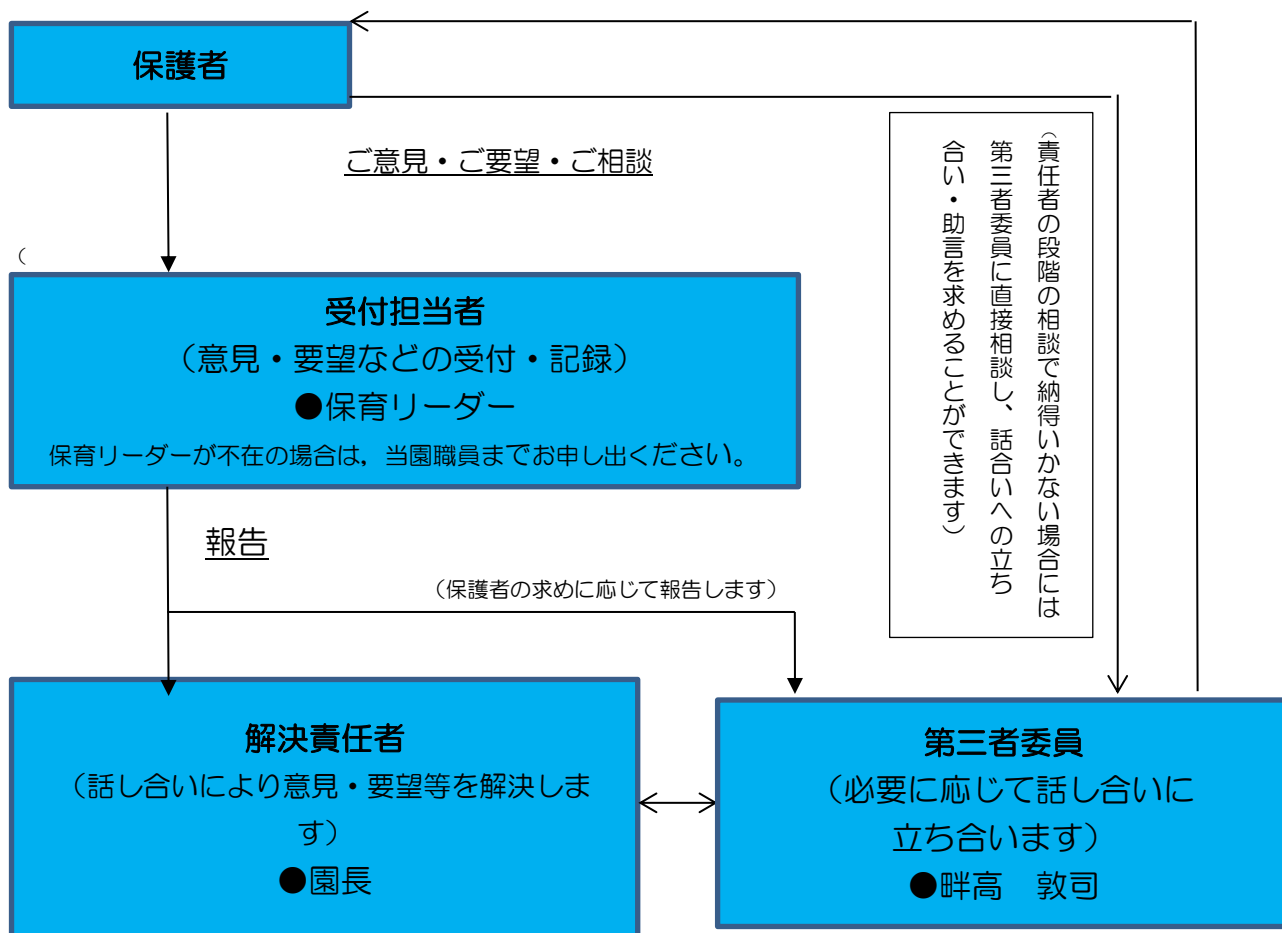 保護者
ご意見・ご要望・ご相談
（責任者の段階の相談で納得いかない場合には
第三者委員に直接相談し、話合いへの立ち
合い・助言を求めることができます）
（
受付担当者
（意見・要望などの受付・記録）
●保育リーダー
保育リーダーが不在の場合は，当園職員までお申し出ください。
報告
（保護者の求めに応じて報告します）
解決責任者
（話し合いにより意見・要望等を解決しま
す）
●園長
第三者委員
（必要に応じて話し合いに
立ち合います）
●畔高　敦司